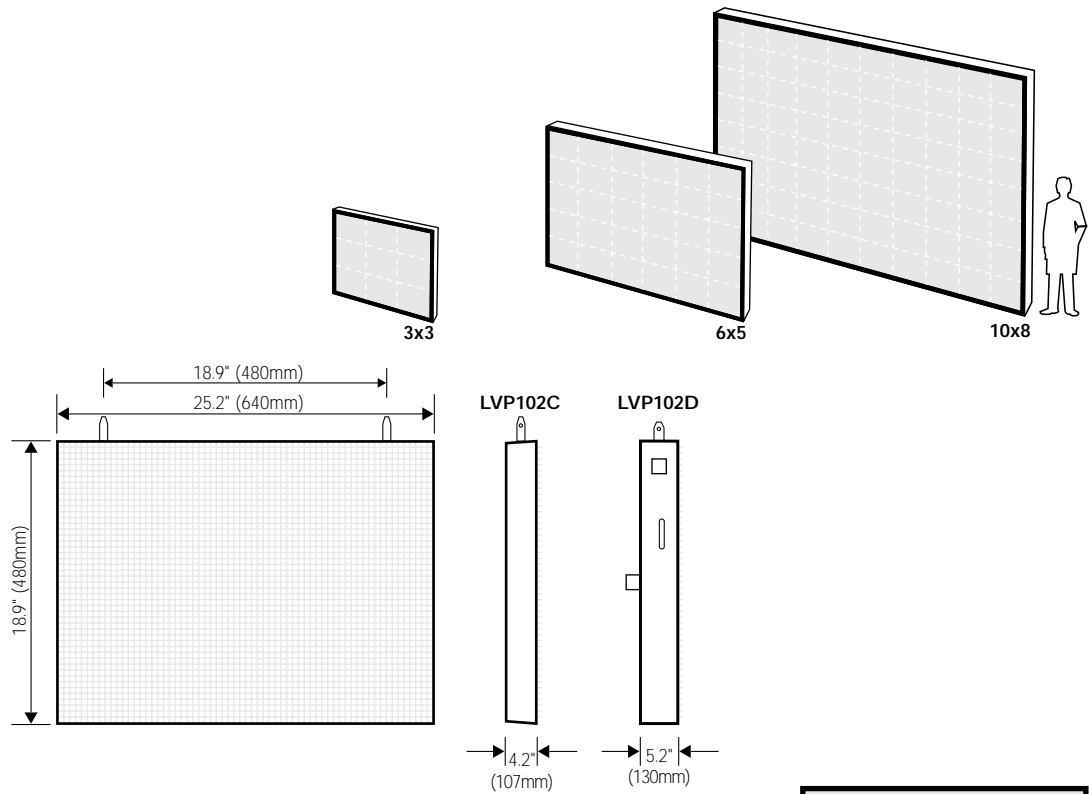 3x3
6x5
10x8
18.9" (480mm)
25.2" (640mm)
18.9" (480mm)
LVP102C
LVP102D
4.2"
(107mm)
5.2"
(130mm)